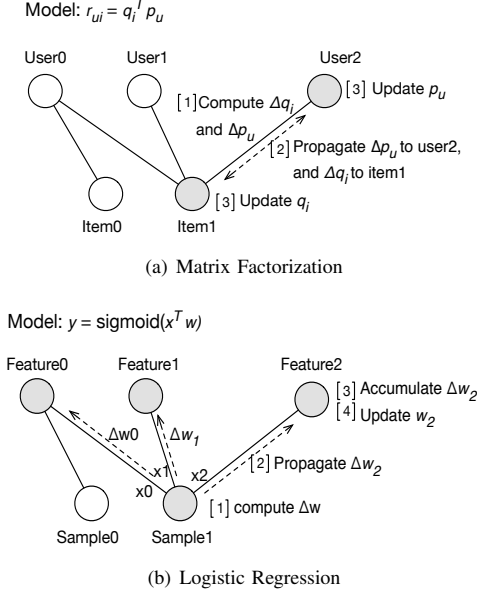 Model: r_ui = q_i^T p_u
User0 User1 User2
[1] Compute Δq_i
and Δp_u
[3] Update p_u
[2] Propagate Δp_u to user2,
and Δq_i to item1
[3] Update q_i
Item0 Item1
(a) Matrix Factorization
Model: y = sigmoid(x^T w)
Feature0 Feature1 Feature2
[3] Accumulate Δw_2
[4] Update w_2
Δw0 Δw_1
[2] Propagate Δw_2
x0 x1 x2
[1] compute Δw
Sample0 Sample1
(b) Logistic Regression